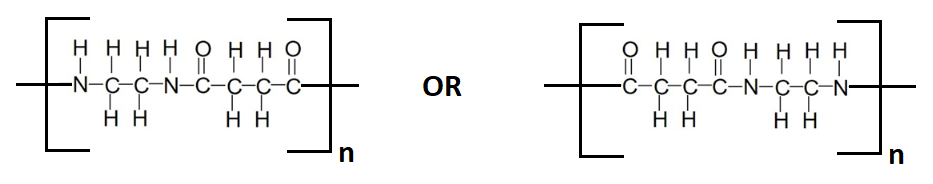 H H H H O H H O OR O H H O H H H H
N-C-C-N-C-C-C-C C-C-C-C-N-C-C-N
H H H H H H H H
n n